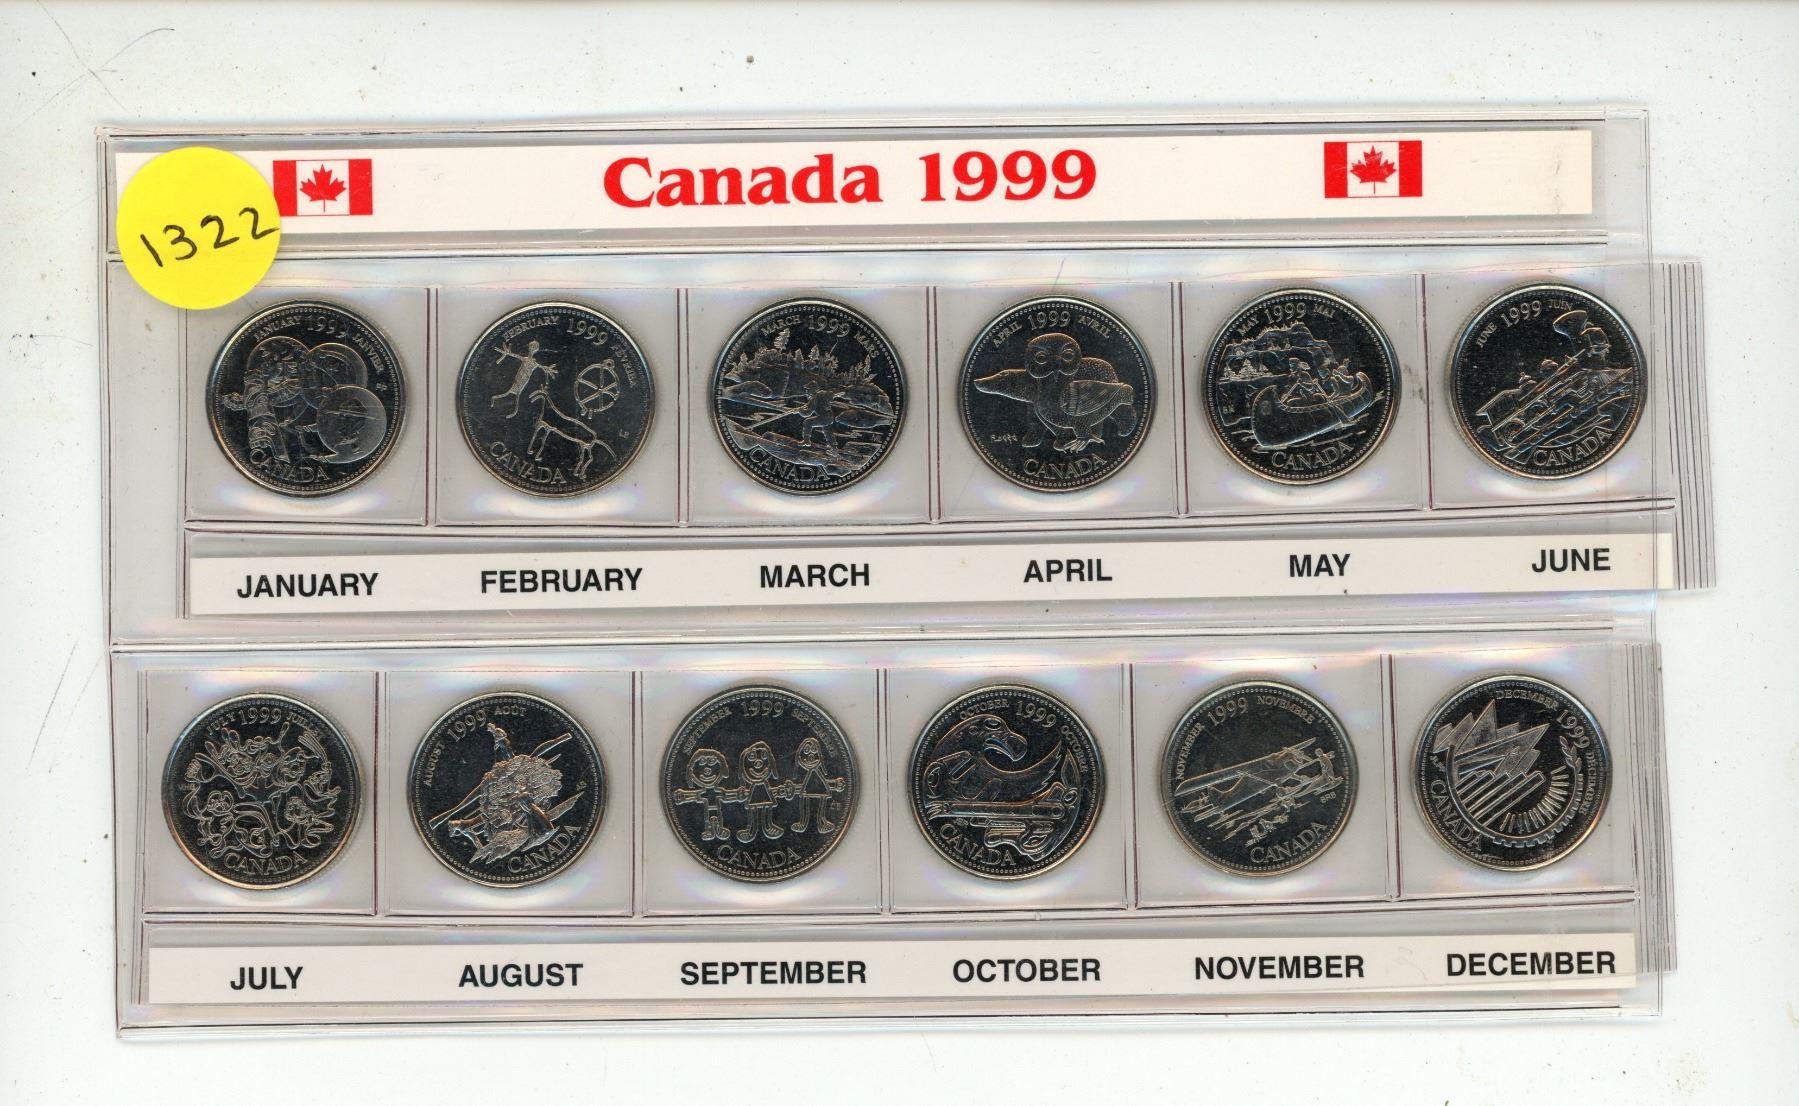 Canada 1999
1322
JANUARY 1999 JANVIER
CANADA
FEBRUARY 1999 FÉVRIER
CANADA
MARCH 1999 MARS
CANADA
APRIL 1999 AVRIL
CANADA
MAY 1999 MAI
CANADA
JUNE 1999 JUIN
CANADA
JANUARY FEBRUARY MARCH APRIL MAY JUNE
JULY 1999 JUILLET
CANADA
AUGUST 1999 AOÛT
CANADA
SEPTEMBER 1999 SEPTEMBRE
CANADA
OCTOBER 1999 OCTOBRE
CANADA
NOVEMBER 1999 NOVEMBRE
CANADA
DECEMBER 1999 DÉCEMBRE
CANADA
JULY AUGUST SEPTEMBER OCTOBER NOVEMBER DECEMBER